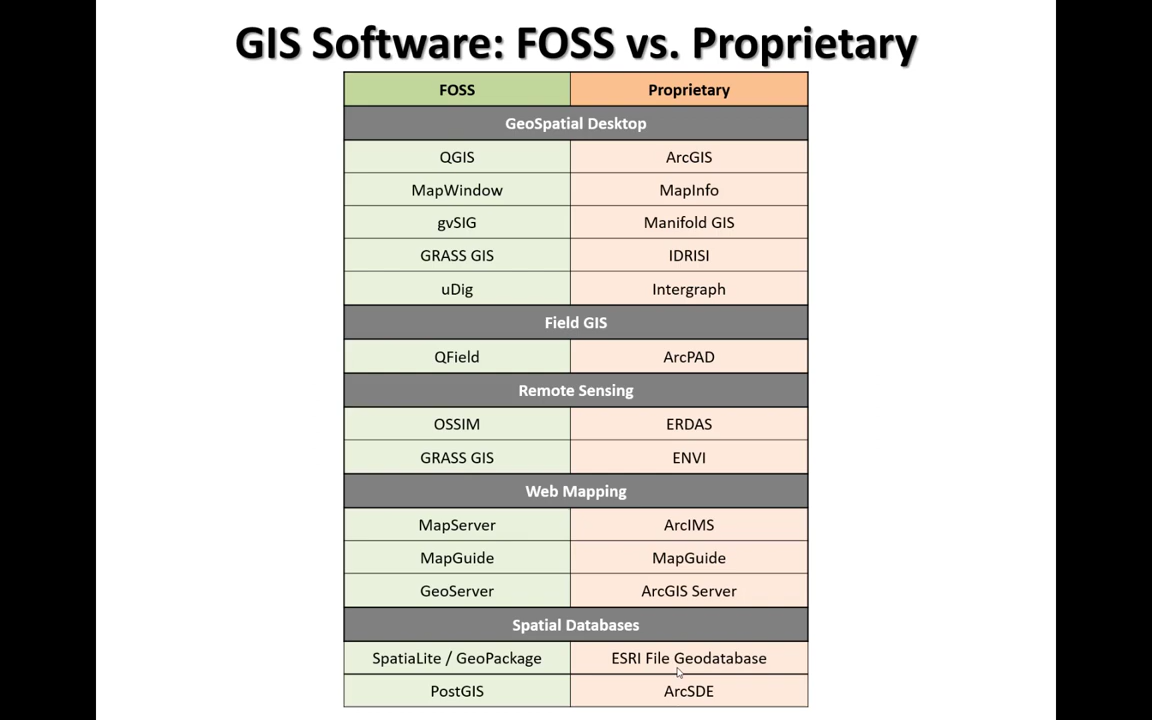 GIS Software: FOSS vs. Proprietary
FOSS Proprietary
GeoSpatial Desktop
QGIS ArcGIS
MapWindow MapInfo
gvSIG Manifold GIS
GRASS GIS IDRISI
uDig Intergraph
Field GIS
QField ArcPAD
Remote Sensing
OSSIM ERDAS
GRASS GIS ENVI
Web Mapping
MapServer ArcIMS
MapGuide MapGuide
GeoServer ArcGIS Server
Spatial Databases
SpatiaLite / GeoPackage ESRI File Geodatabase
PostGIS ArcSDE